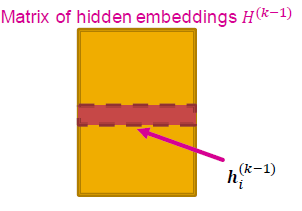 Matrix of hidden embeddings $H^{(k-1)}$
$h_i^{(k-1)}$